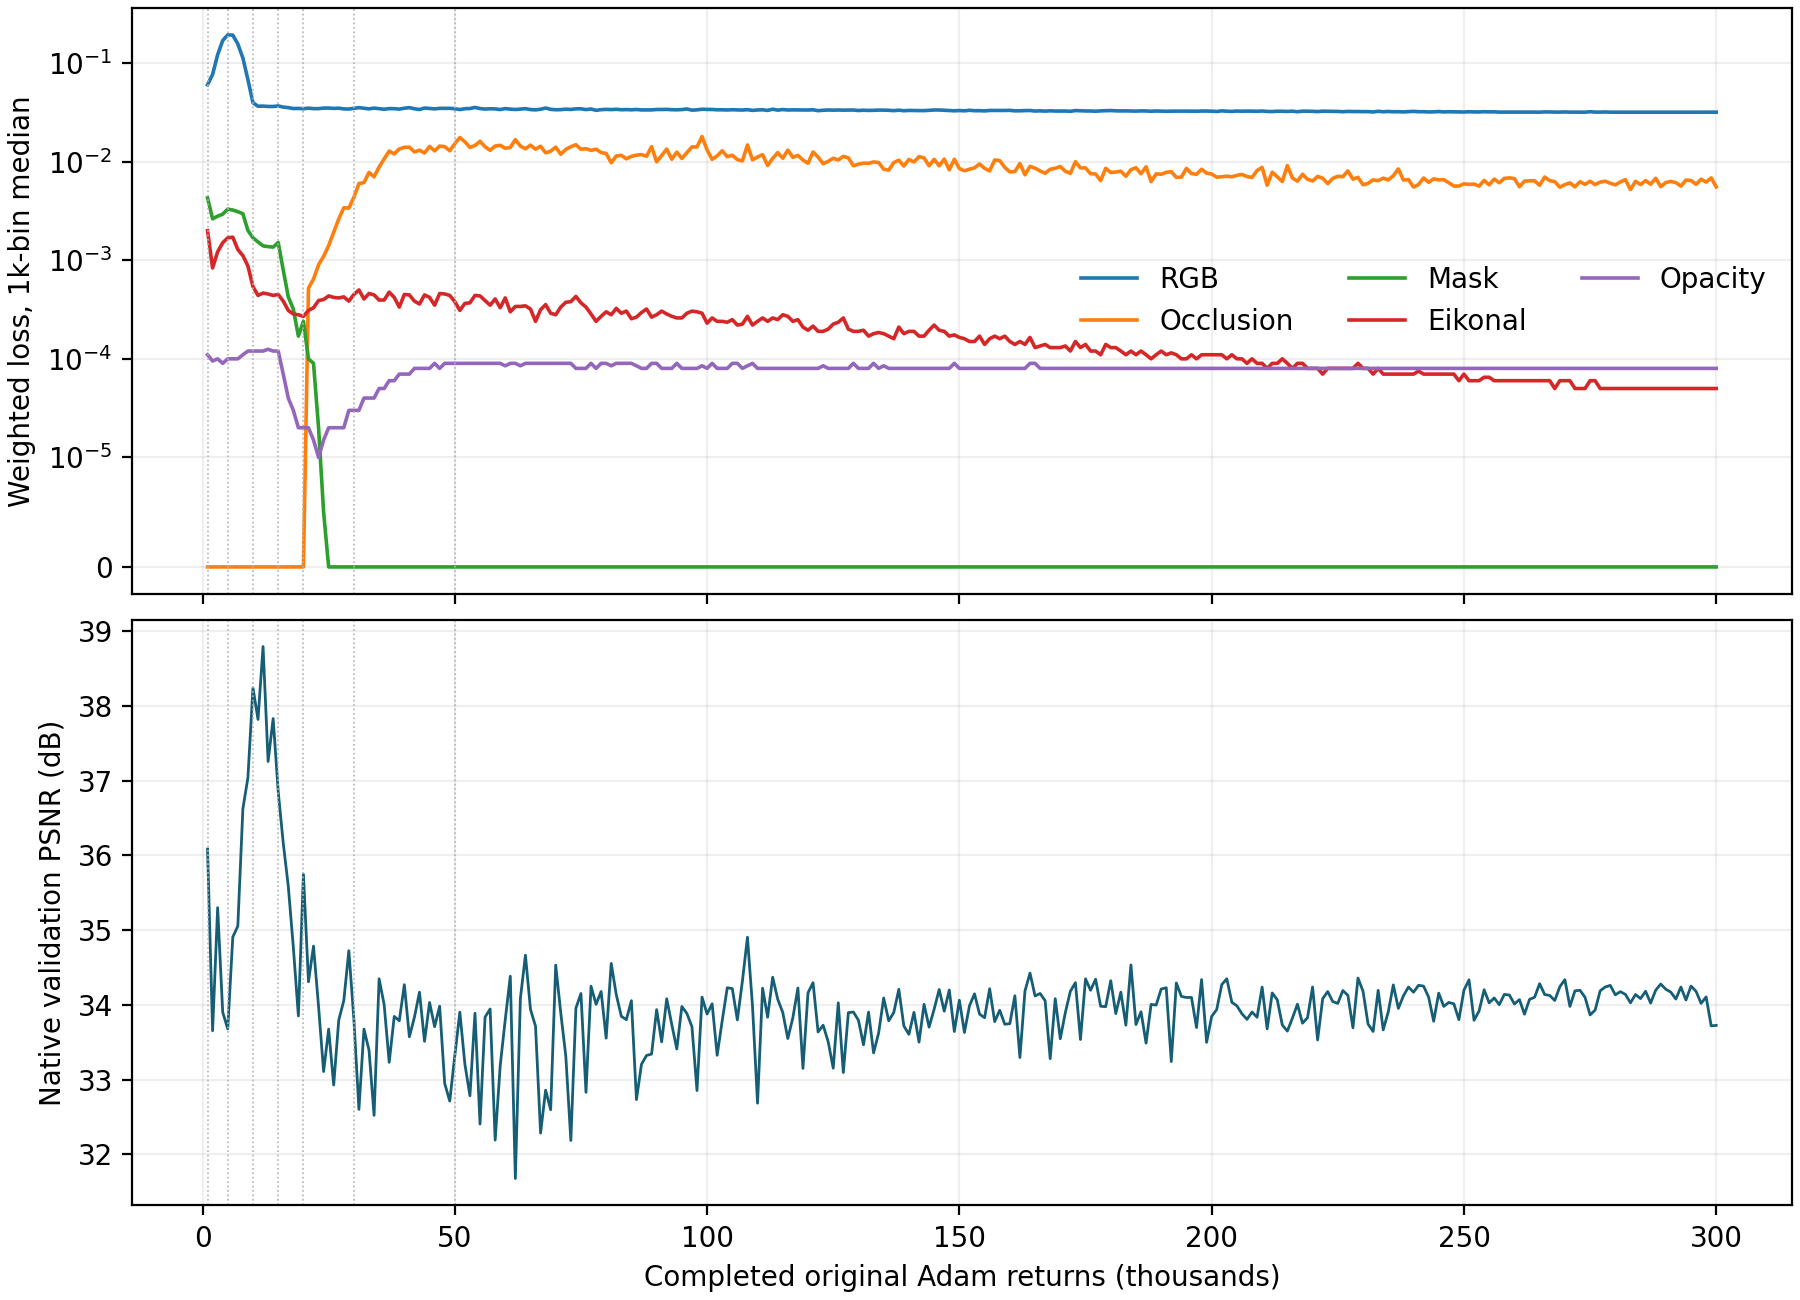 Weighted loss, 1k-bin median
10⁻¹
10⁻²
10⁻³
10⁻⁴
10⁻⁵
0
RGB
Occlusion
Mask
Eikonal
Opacity
Native validation PSNR (dB)
39
38
37
36
35
34
33
32
0 50 100 150 200 250 300
Completed original Adam returns (thousands)